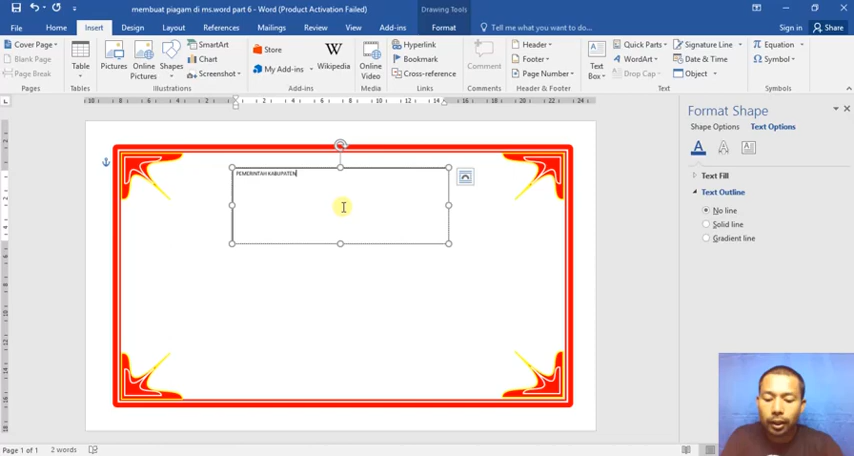 membuat piagam di ms.word part 6 - Word (Product Activation Failed)
Drawing Tools
File Home Insert Draw Design Layout References Mailings Review View Add-ins Format Tell me what you want to do... Sign in Share
Cover Page
Blank Page
Page Break
Pages
Table
Tables
Pictures
Online Pictures
Shapes
SmartArt
Chart
Screenshot
Illustrations
Store
My Add-ins
Wikipedia
Add-ins
Online Video
Media
Hyperlink
Bookmark
Cross-reference
Links
Comment
Comments
Header
Footer
Page Number
Header & Footer
Text Box
Quick Parts
WordArt
Drop Cap
Signature Line
Date & Time
Object
Text
Equation
Symbol
Symbols
PEMERINTAH KABUPATEN
Format Shape
Shape Options Text Options
Text Fill
Text Outline
No line
Solid line
Gradient line
Page 1 of 1 2 words